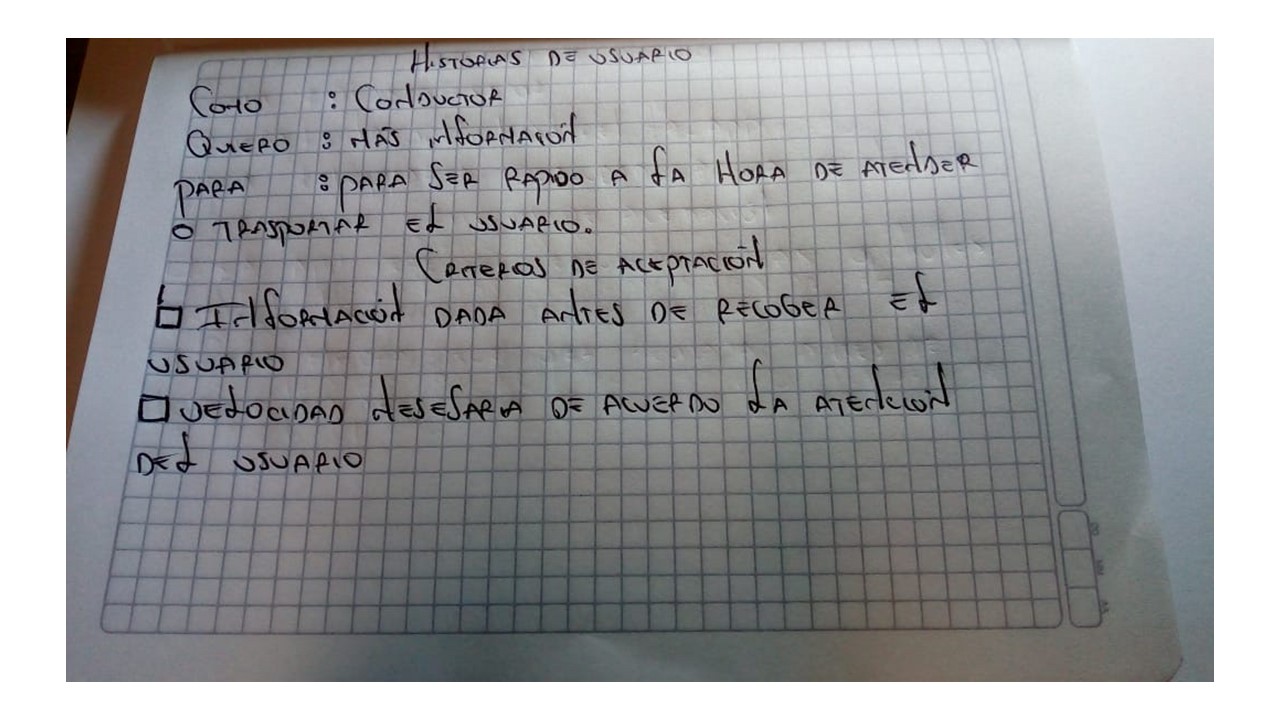 HISTORIAS DE USUARIO
COMO : CONDUCTOR
QUIERO : MÁS INFORMACIÓN
PARA : PARA SER RAPIDO A LA HORA DE ATENDER
O TRASPORTAR EL USUARIO.
CRITERIOS DE ACEPTACIÓN
INFORMACIÓN DADA ANTES DE RECOGER EL
USUARIO
VELOCIDAD NESESARIA DE ACUERDO LA ATENCIÓN
DEL USUARIO